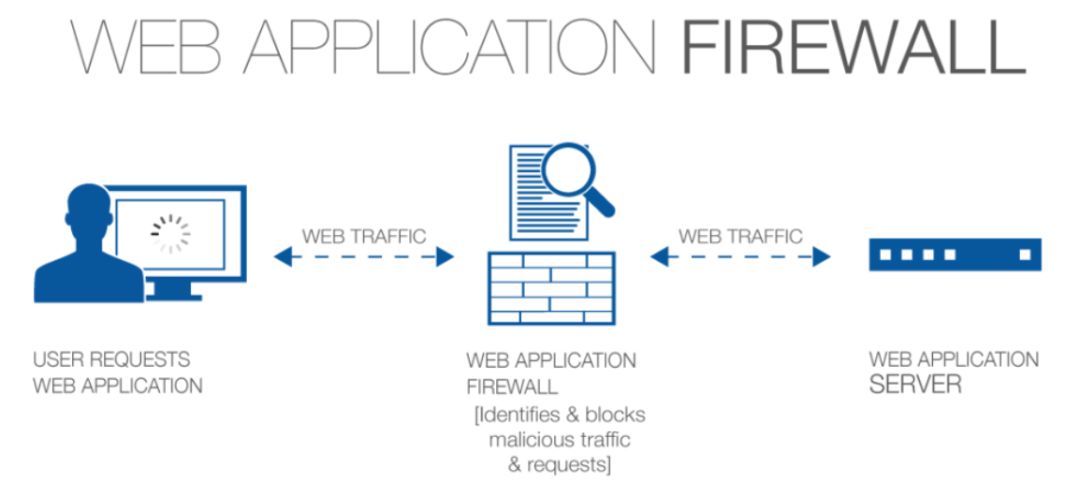 WEB APPLICATION FIREWALL
WEB TRAFFIC
WEB TRAFFIC
USER REQUESTS
WEB APPLICATION
WEB APPLICATION
FIREWALL
[Identifies & blocks
malicious traffic
& requests]
WEB APPLICATION
SERVER